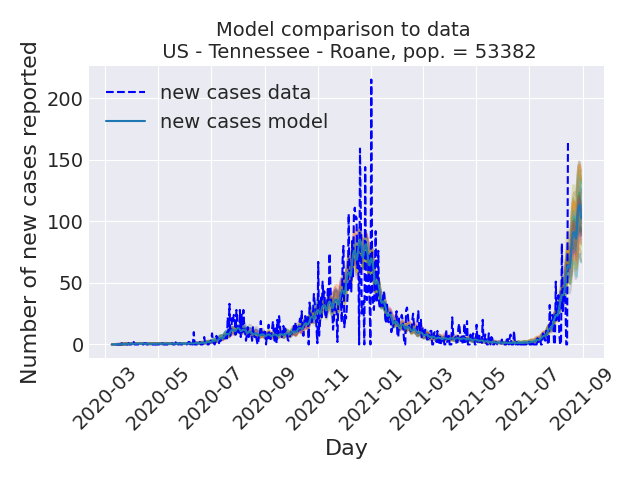 Model comparison to data
US - Tennessee - Roane, pop. = 53382
Number of new cases reported
200
150
100
50
0
new cases data
new cases model
2020-03
2020-05
2020-07
2020-09
2020-11
2021-01
2021-03
2021-05
2021-07
2021-09
Day